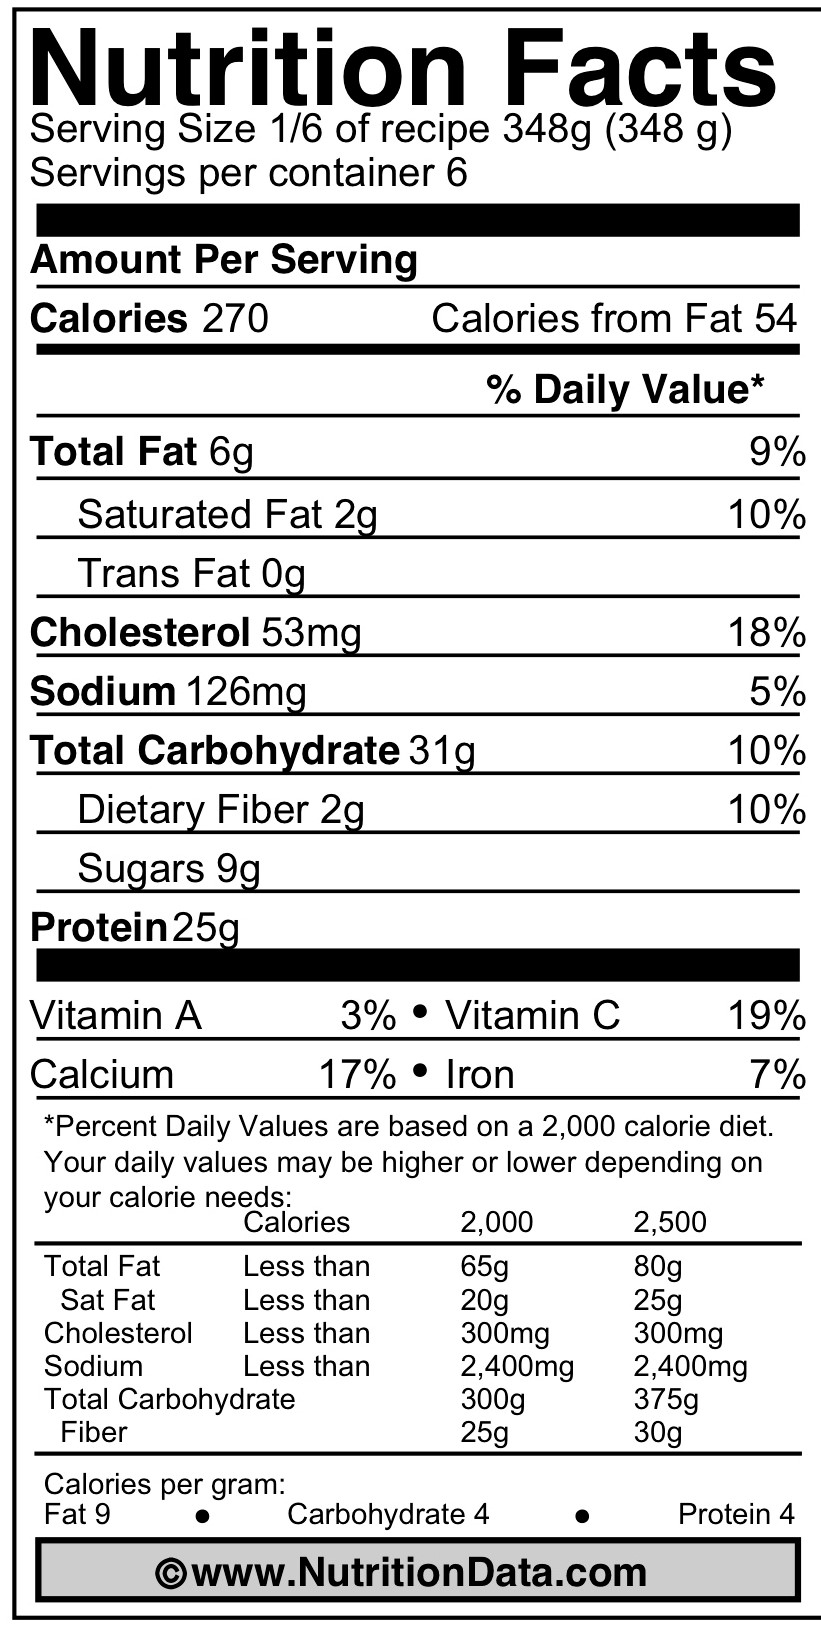 Nutrition Facts
Serving Size 1/6 of recipe 348g (348 g)
Servings per container 6
Amount Per Serving
Calories 270 Calories from Fat 54
% Daily Value*
Total Fat 6g 9%
Saturated Fat 2g 10%
Trans Fat 0g
Cholesterol 53mg 18%
Sodium 126mg 5%
Total Carbohydrate 31g 10%
Dietary Fiber 2g 10%
Sugars 9g
Protein 25g
Vitamin A 3% • Vitamin C 19%
Calcium 17% • Iron 7%
*Percent Daily Values are based on a 2,000 calorie diet.
Your daily values may be higher or lower depending on
your calorie needs:
Calories 2,000 2,500
Total Fat Less than 65g 80g
Sat Fat Less than 20g 25g
Cholesterol Less than 300mg 300mg
Sodium Less than 2,400mg 2,400mg
Total Carbohydrate 300g 375g
Fiber 25g 30g
Calories per gram:
Fat 9 • Carbohydrate 4 • Protein 4
©www.NutritionData.com